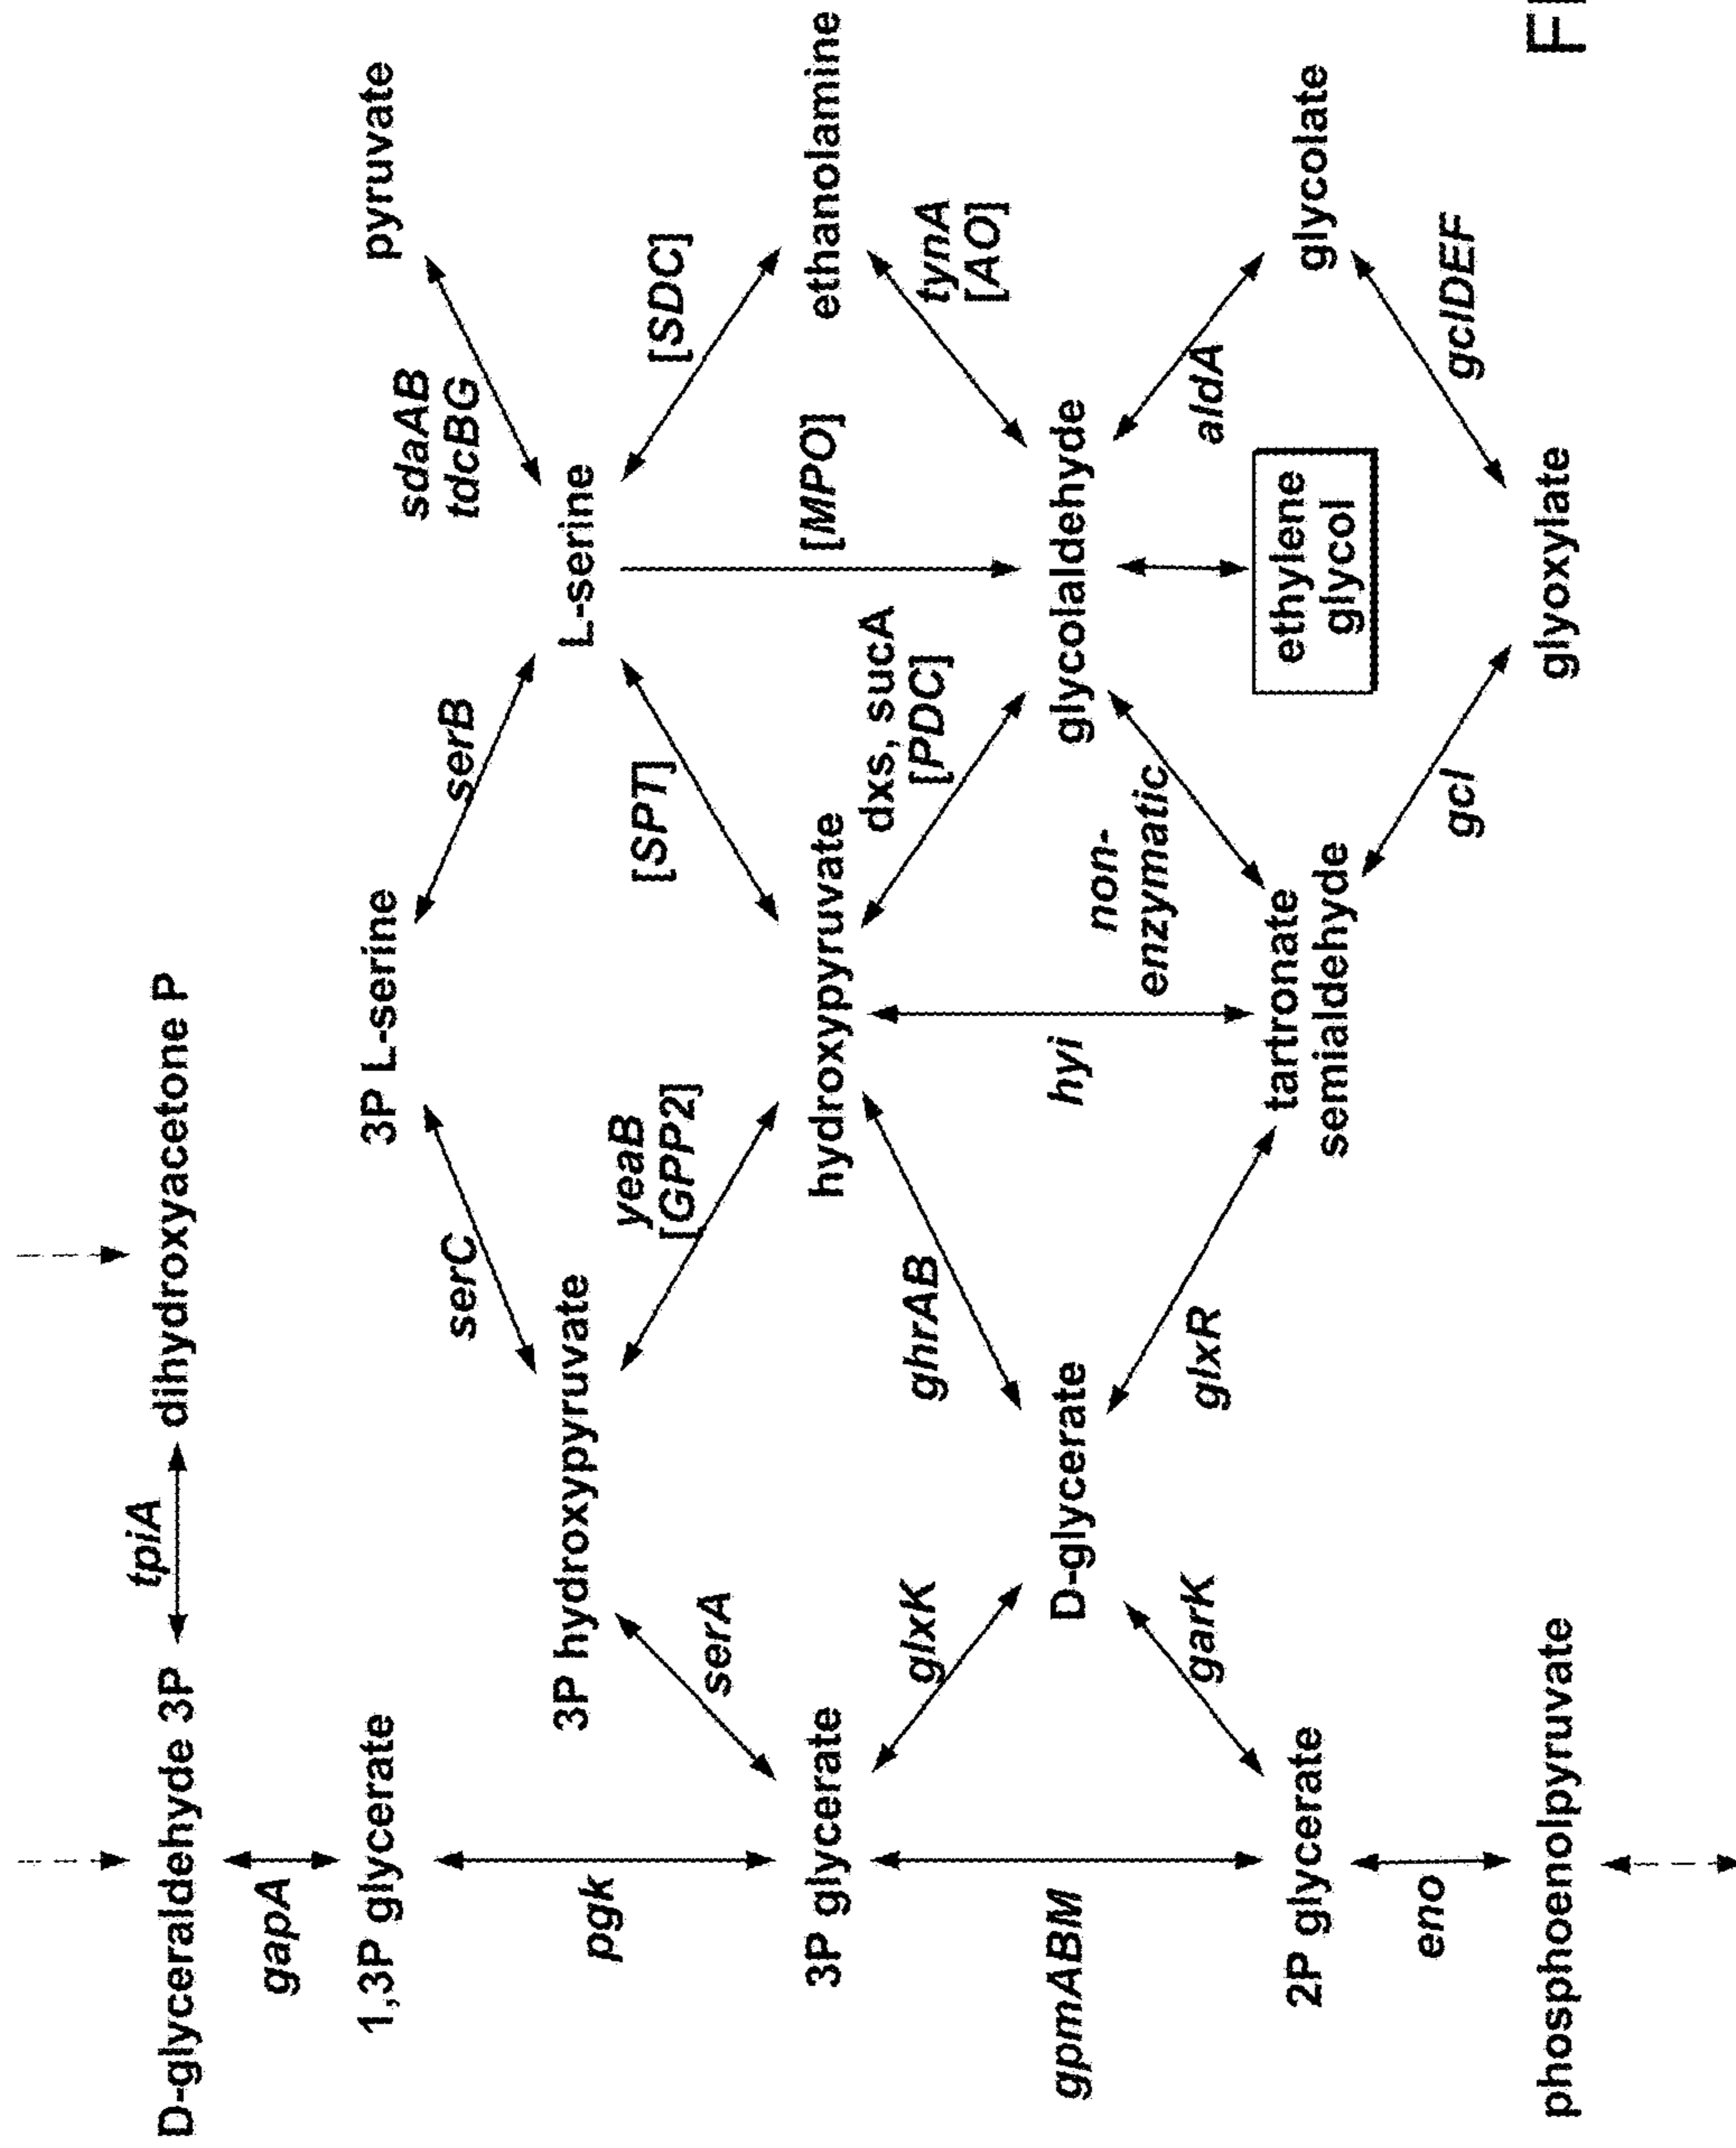 D-glyceraldehyde 3P
tpiA
dihydroxyacetone P
gapA
1,3P glycerate
3P L-serine
pyruvate
serC
serB
sdaAB
tdcBG
pgk
3P hydroxypyruvate
L-serine
serA
yeaB
[GPP2]
[SPT]
[SDC]
3P glycerate
hydroxypyruvate
[MPO]
ethanolamine
glxK
ghrAB
dxs, sucA
[PDC]
tynA
[AO]
gpmABM
D-glycerate
hyi
non-
enzymatic
glycolaldehyde
garK
glxR
aldA
2P glycerate
tartronate
semialdehyde
ethylene
glycol
glycolate
eno
gcl
gclDEF
phosphoenolpyruvate
glyoxylate